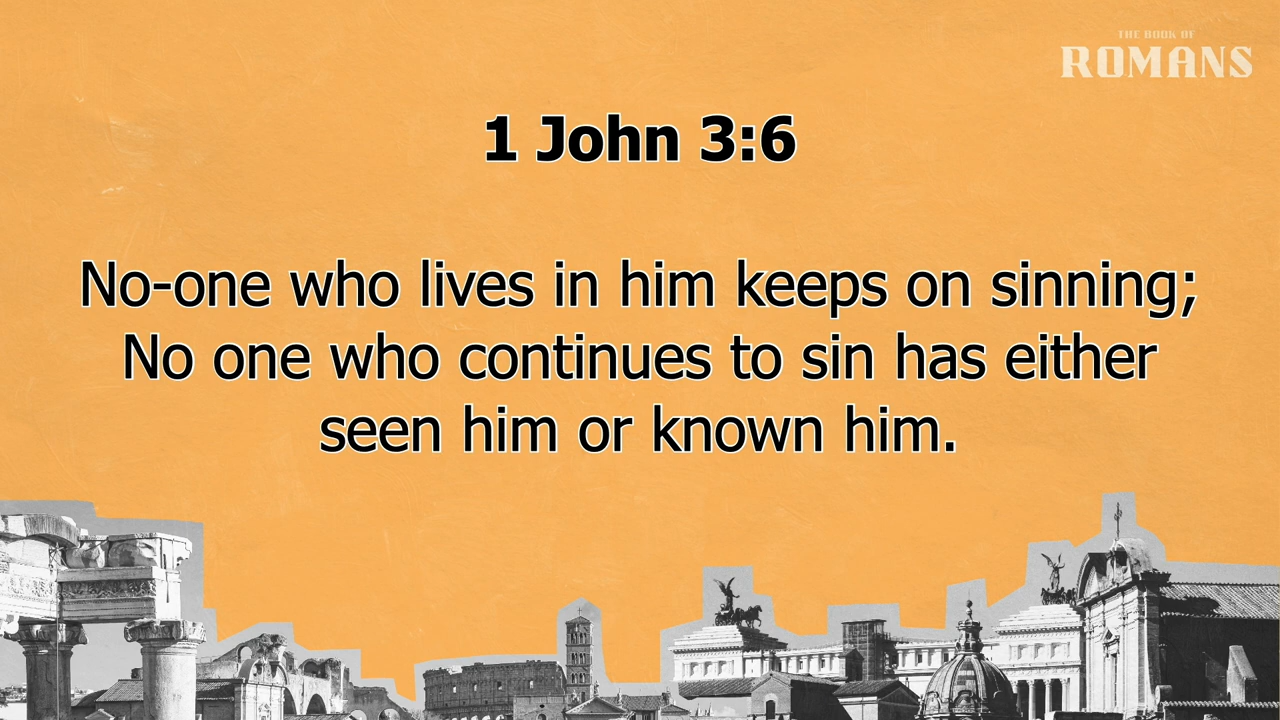 THE BOOK OF
ROMANS
1 John 3:6
No-one who lives in him keeps on sinning;
No one who continues to sin has either
seen him or known him.